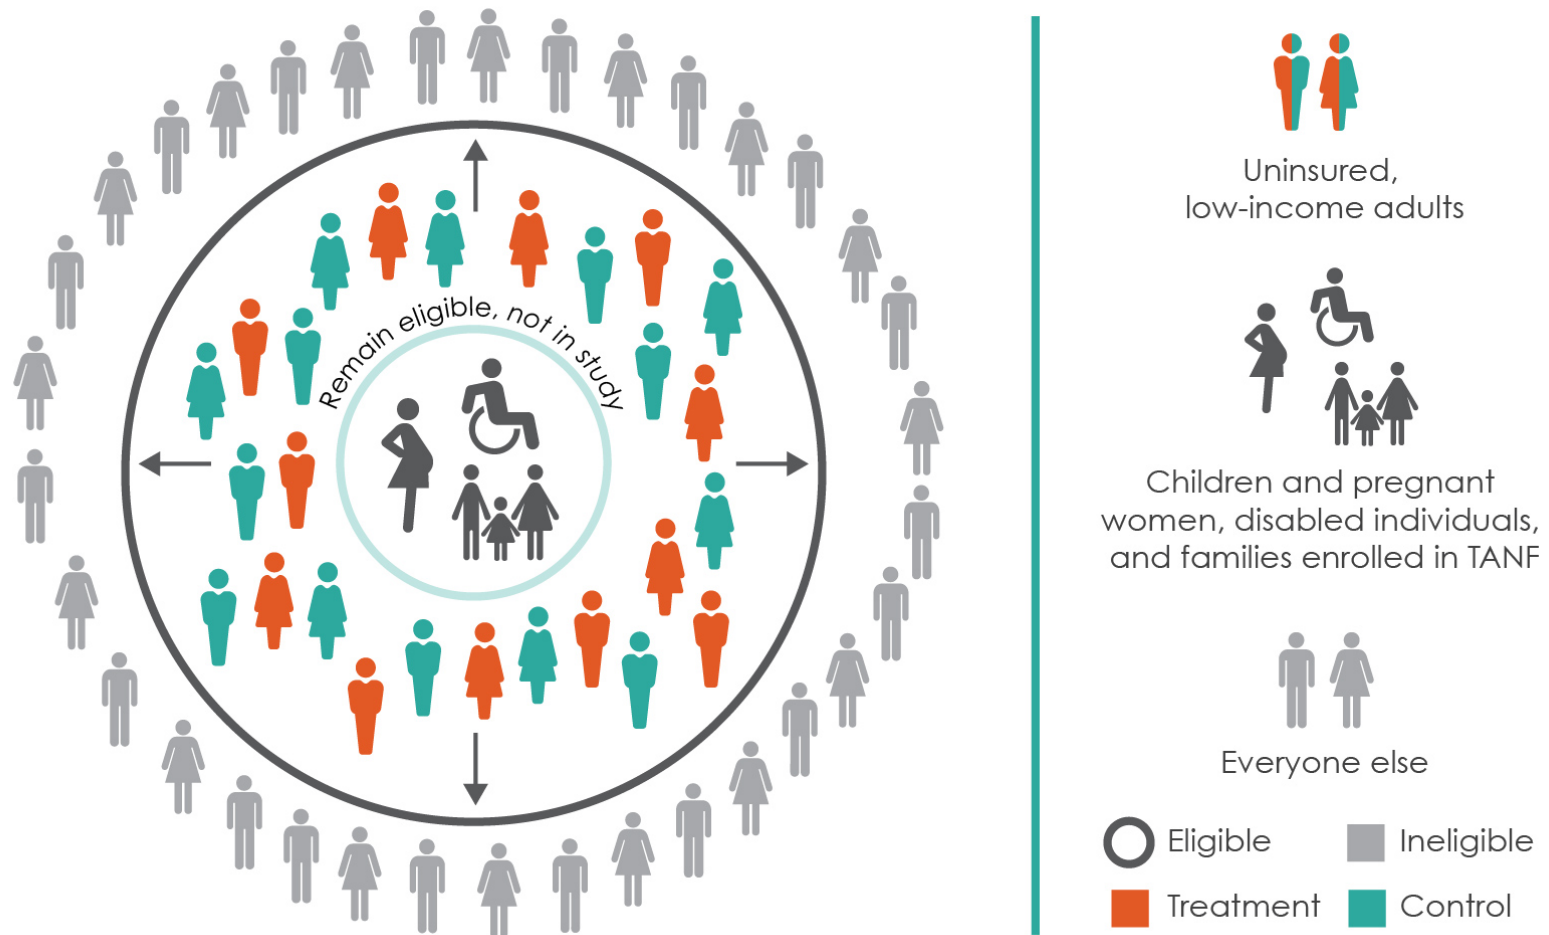 Remain eligible, not in study
Uninsured,
low-income adults
Children and pregnant
women, disabled individuals,
and families enrolled in TANF
Everyone else
Eligible
Ineligible
Treatment
Control